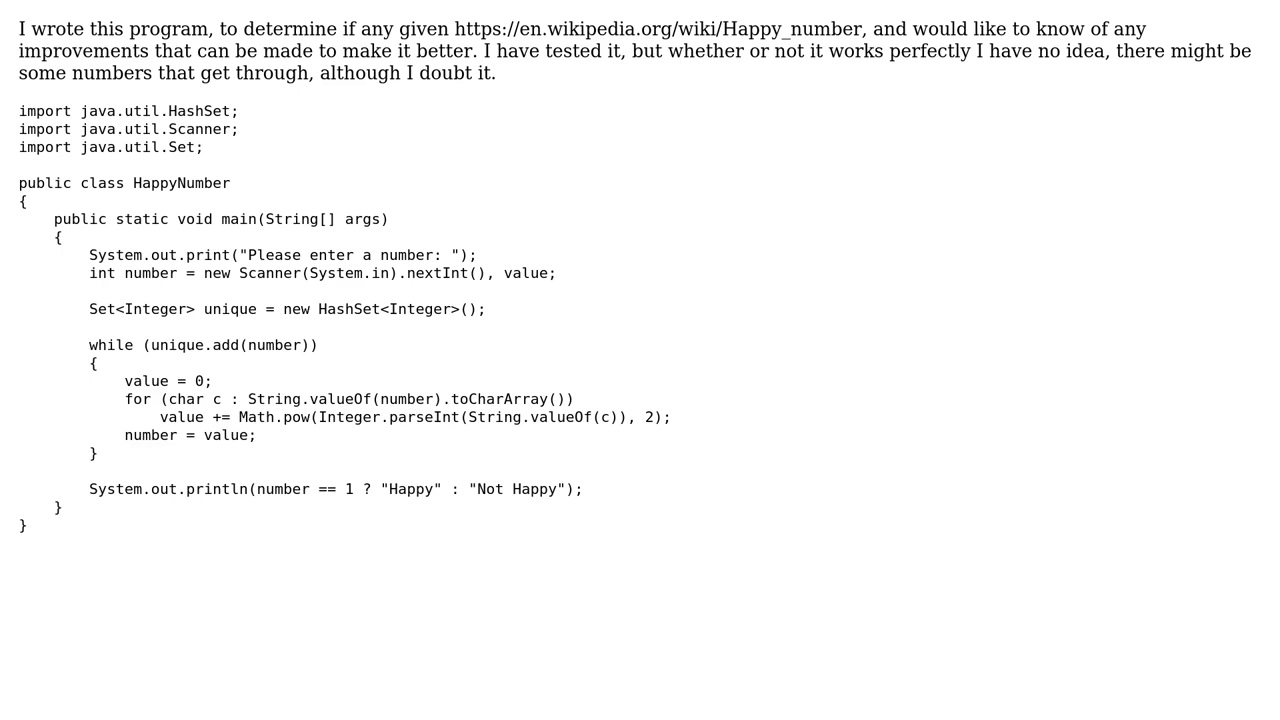 I wrote this program, to determine if any given https://en.wikipedia.org/wiki/Happy_number, and would like to know of any
improvements that can be made to make it better. I have tested it, but whether or not it works perfectly I have no idea, there might be
some numbers that get through, although I doubt it.
import java.util.HashSet;
import java.util.Scanner;
import java.util.Set;
public class HappyNumber
{
    public static void main(String[] args)
    {
        System.out.print("Please enter a number: ");
        int number = new Scanner(System.in).nextInt(), value;
        Set<Integer> unique = new HashSet<Integer>();
        while (unique.add(number))
        {
            value = 0;
            for (char c : String.valueOf(number).toCharArray())
                value += Math.pow(Integer.parseInt(String.valueOf(c)), 2);
            number = value;
        }
        System.out.println(number == 1 ? "Happy" : "Not Happy");
    }
}